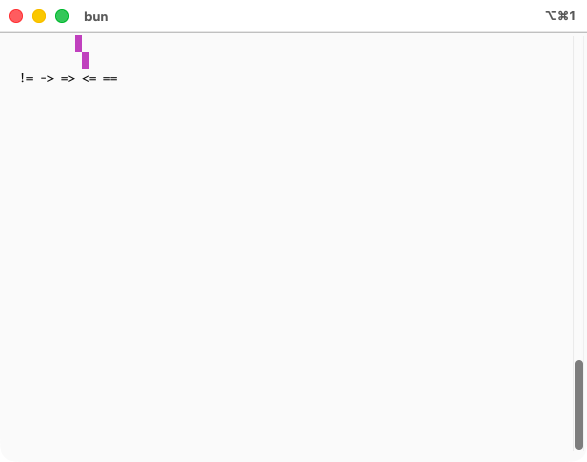 bun
⌥⌘1
!= -> => <= ==